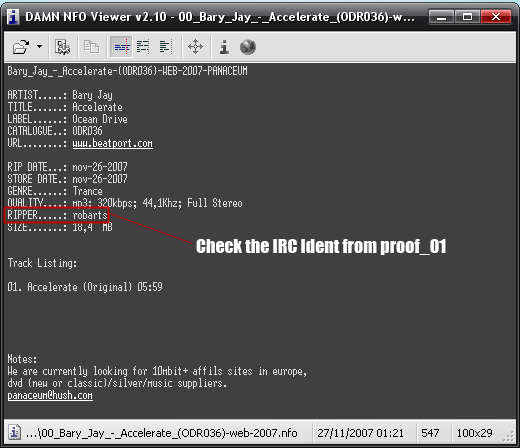 DAMN NFO Viewer v2.10 - 00_Bary_Jay_-_Accelerate_(ODR036)-w...
Bary_Jay_-_Accelerate-(ODR036)-WEB-2007-PANACEUM
ARTIST.....: Bary Jay
TITLE......: Accelerate
LABEL......: Ocean Drive
CATALOGUE..: ODR036
URL........: www.beatport.com
RIP DATE...: nov-26-2007
STORE DATE.: nov-26-2007
GENRE......: Trance
QUALITY....: mp3; 320kbps; 44,1Khz; Full Stereo
RIPPER.....: robarts
SIZE.......: 18,4 MB
Check the IRC Ident from proof_01
Track Listing:
01. Accelerate (Original) 05:59
Notes:
We are currently looking for 10mbit+ affils sites in europe,
dvd (new or classic)/silver/music suppliers.
panaceum@hush.com
...\00_Bary_Jay_-_Accelerate_(ODR036)-web-2007.nfo 27/11/2007 01:21 547 100x29